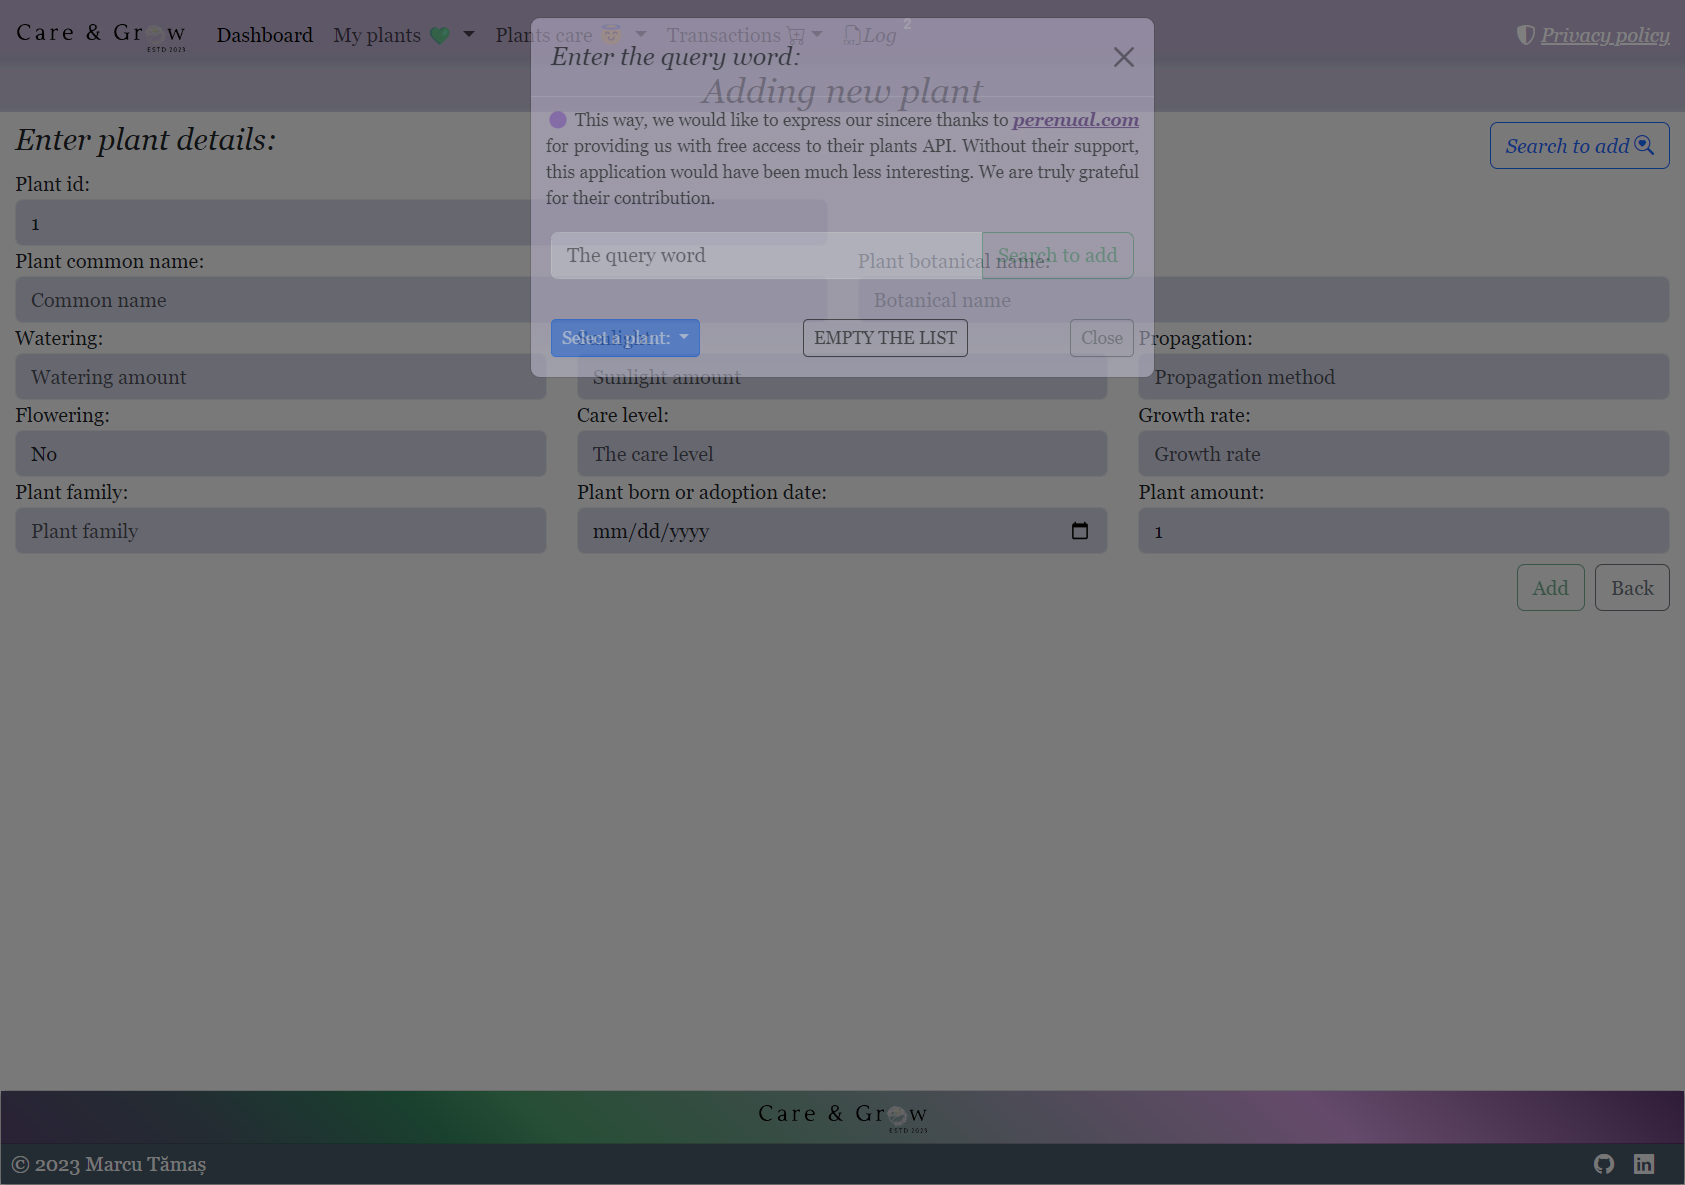 Care & Grow
ESTD 2023
Dashboard
My plants
Plants care
Transactions
Log
2
Privacy policy
Enter the query word:
Adding new plant
This way, we would like to express our sincere thanks to perenual.com
for providing us with free access to their plants API. Without their support,
this application would have been much less interesting. We are truly grateful
for their contribution.
The query word
Search to add
Select a plant:
EMPTY THE LIST
Close
Enter plant details:
Search to add
Plant id:
1
Plant common name:
Plant botanical name:
Common name
Botanical name
Watering:
Propagation:
Watering amount
Sunlight amount
Propagation method
Flowering:
Care level:
Growth rate:
No
The care level
Growth rate
Plant family:
Plant born or adoption date:
Plant amount:
Plant family
mm/dd/yyyy
1
Add
Back
Care & Grow
ESTD 2023
© 2023 Marcu Tămaș
in